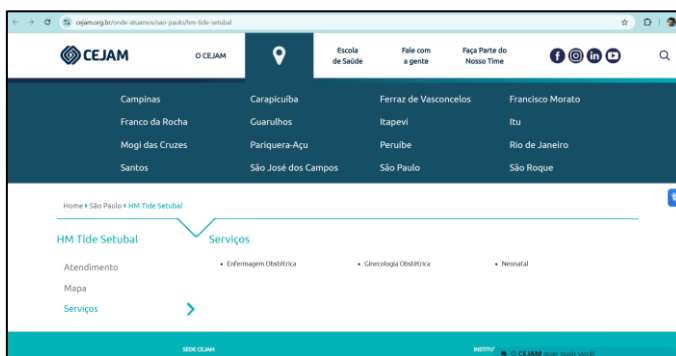 cejam.org.br/onde-atuamos/sao-paulo/hm-tide-setubal
CEJAM
O CEJAM
Escola
de Saúde
Fale com
a gente
Faça Parte do
Nosso Time
Campinas Carapicuíba Ferraz de Vasconcelos Francisco Morato
Franco da Rocha Guarulhos Itapevi Itu
Mogi das Cruzes Pariquera-Açu Peruíbe Rio de Janeiro
Santos São José dos Campos São Paulo São Roque
Home São Paulo HM Tide Setubal
HM Tide Setubal
Atendimento
Mapa
Serviços
Serviços
• Enfermagem Obstétrica • Ginecologia Obstétrica • Neonatal
SEDE CEJAM
O CEJAM quer ouvir você!